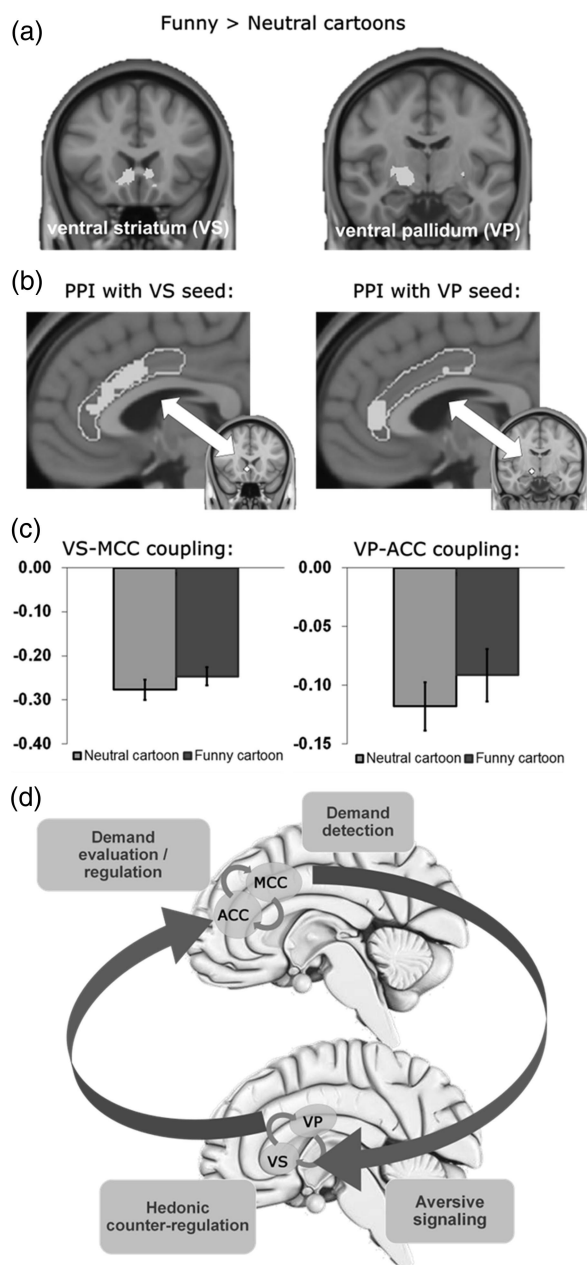 (a)
Funny > Neutral cartoons
ventral striatum (VS)
ventral pallidum (VP)
(b)
PPI with VS seed:
PPI with VP seed:
(c)
VS-MCC coupling:
0.00
-0.10
-0.20
-0.30
-0.40
Neutral cartoon
Funny cartoon
VP-ACC coupling:
0.00
-0.05
-0.10
-0.15
Neutral cartoon
Funny cartoon
(d)
Demand
evaluation /
regulation
Demand
detection
MCC
ACC
VP
VS
Hedonic
counter-regulation
Aversive
signaling